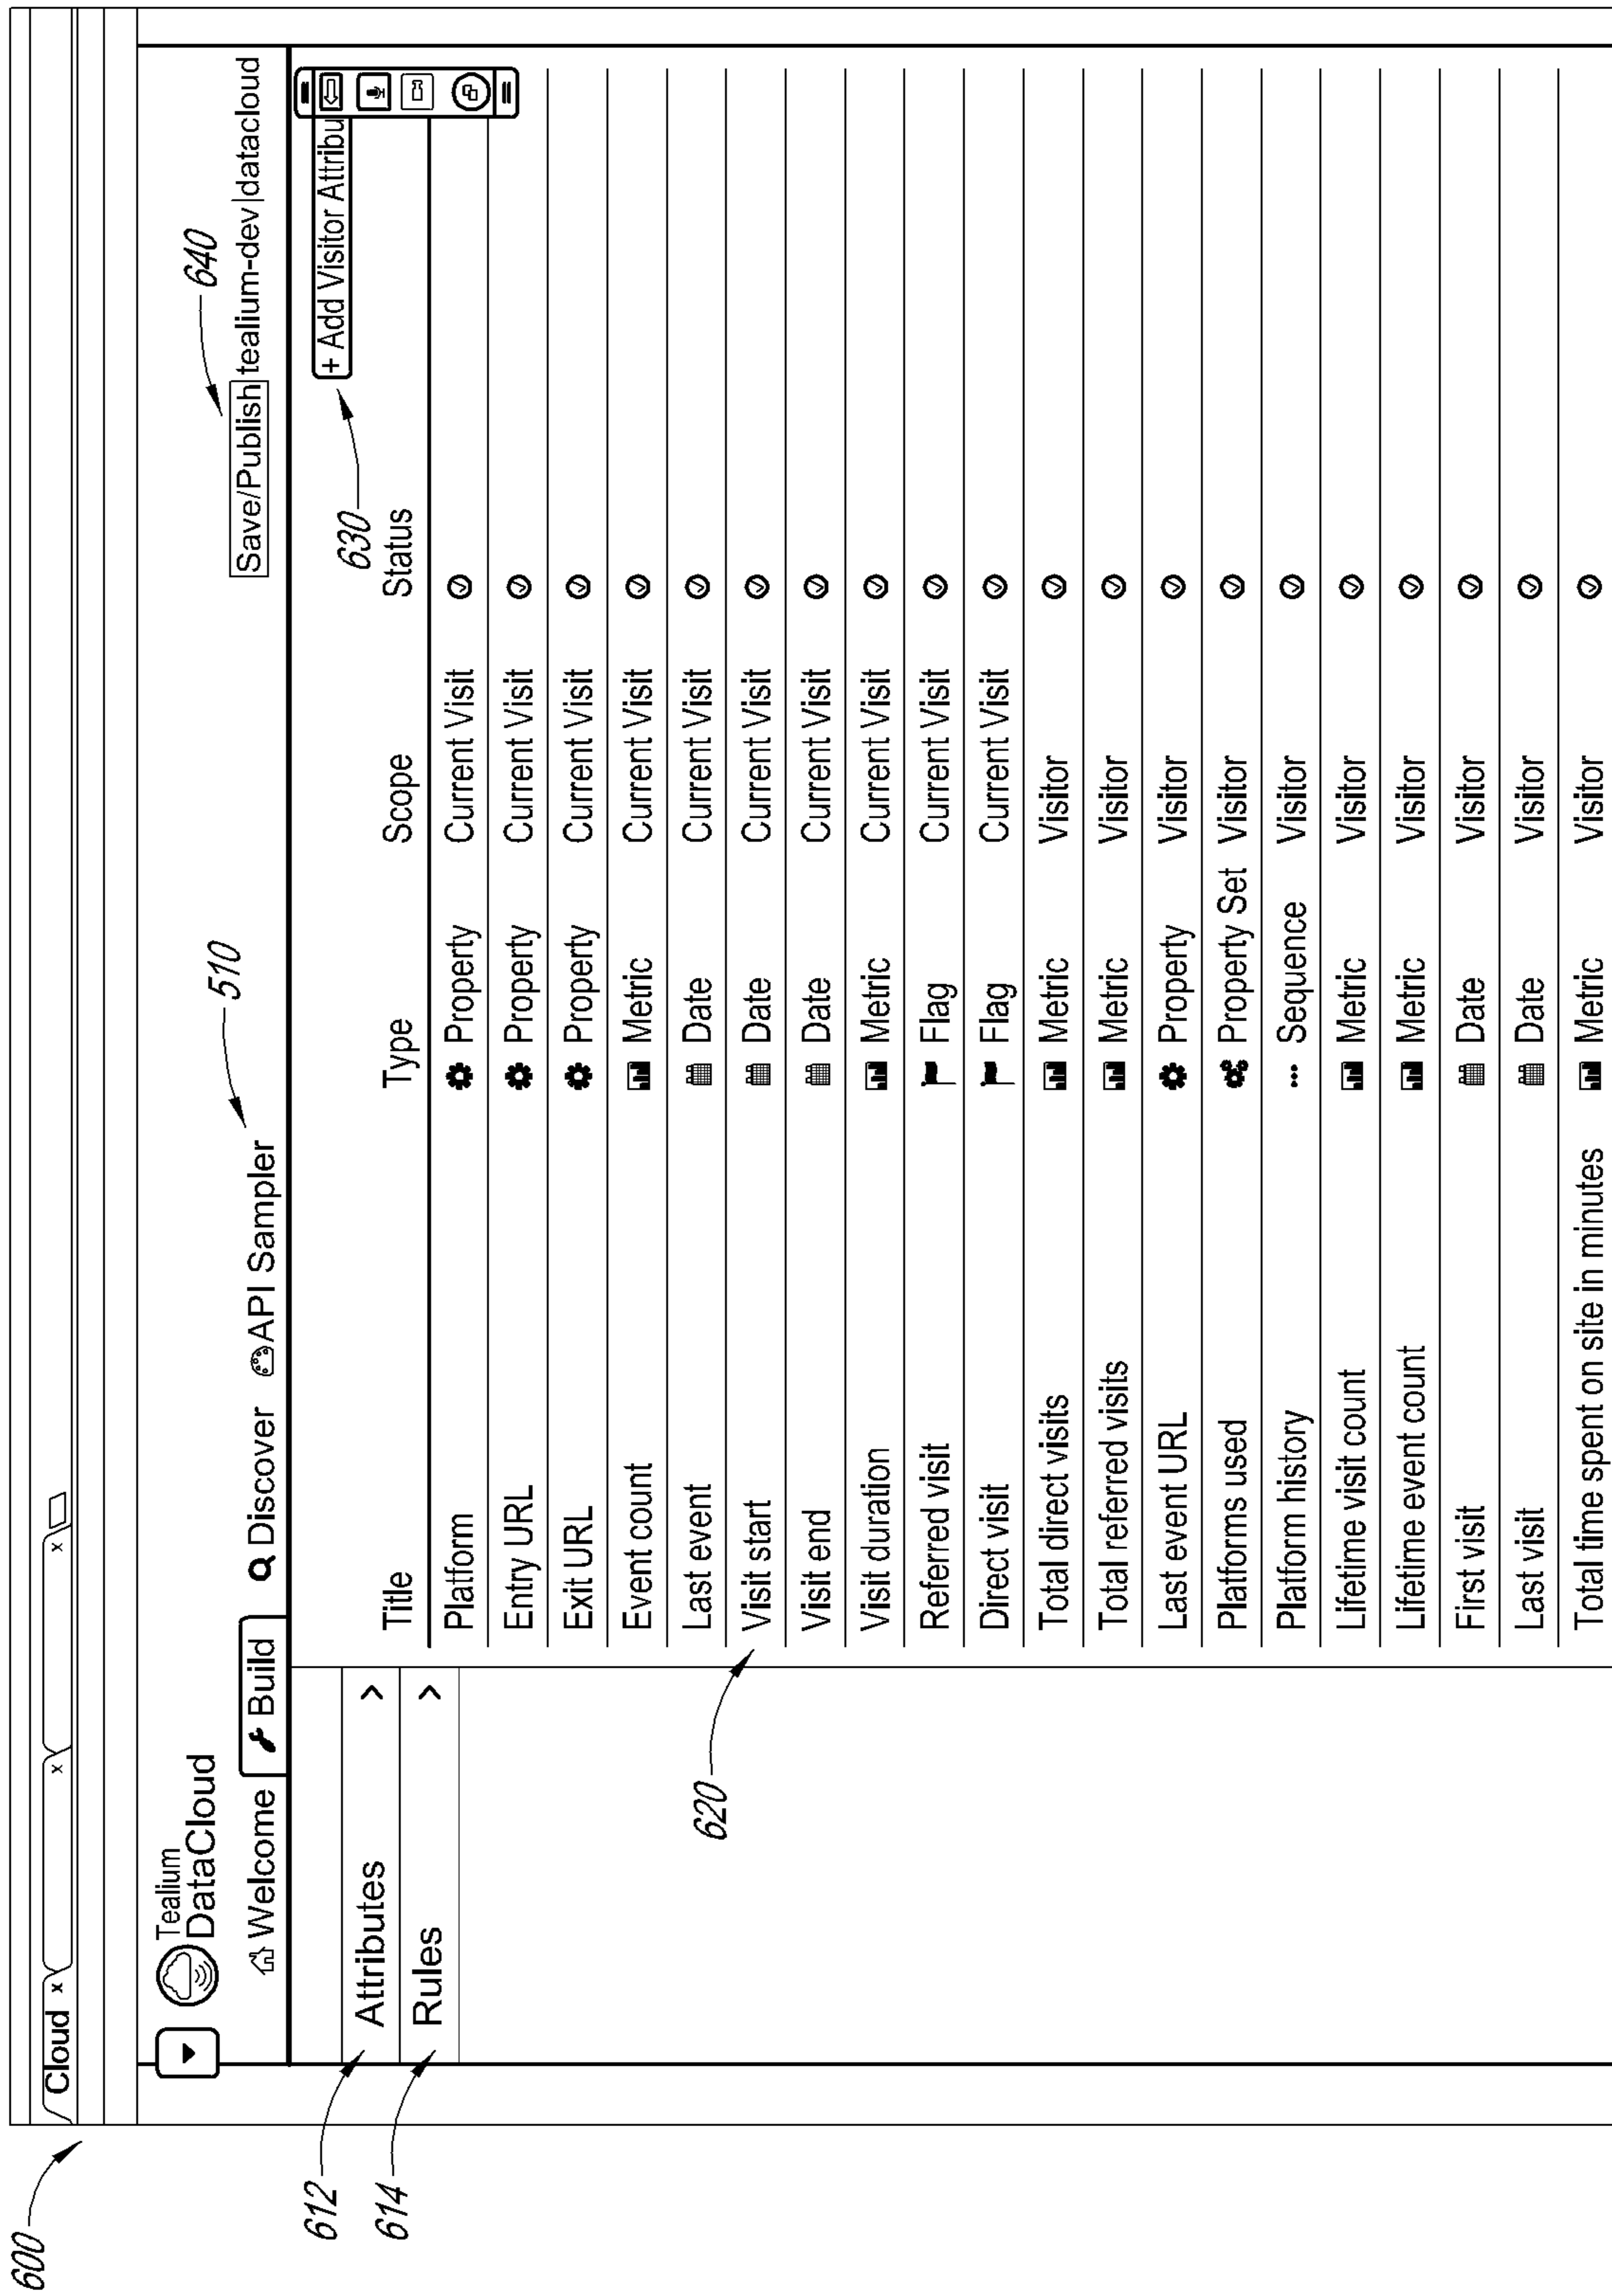 600
Cloud x
x
x
Tealium
DataCloud
640
510
Save/Publish tealium-dev|datacloud
Welcome
Build
Discover
API Sampler
612
Attributes >
614
Rules >
630
+ Add Visitor Attribu
Title Type Scope Status
Platform Property Current Visit
Entry URL Property Current Visit
Exit URL Property Current Visit
Event count Metric Current Visit
Last event Date Current Visit
620
Visit start Date Current Visit
Visit end Date Current Visit
Visit duration Metric Current Visit
Referred visit Flag Current Visit
Direct visit Flag Current Visit
Total direct visits Metric Visitor
Total referred visits Metric Visitor
Last event URL Property Visitor
Platforms used Property Set Visitor
Platform history Sequence Visitor
Lifetime visit count Metric Visitor
Lifetime event count Metric Visitor
First visit Date Visitor
Last visit Date Visitor
Total time spent on site in minutes Metric Visitor